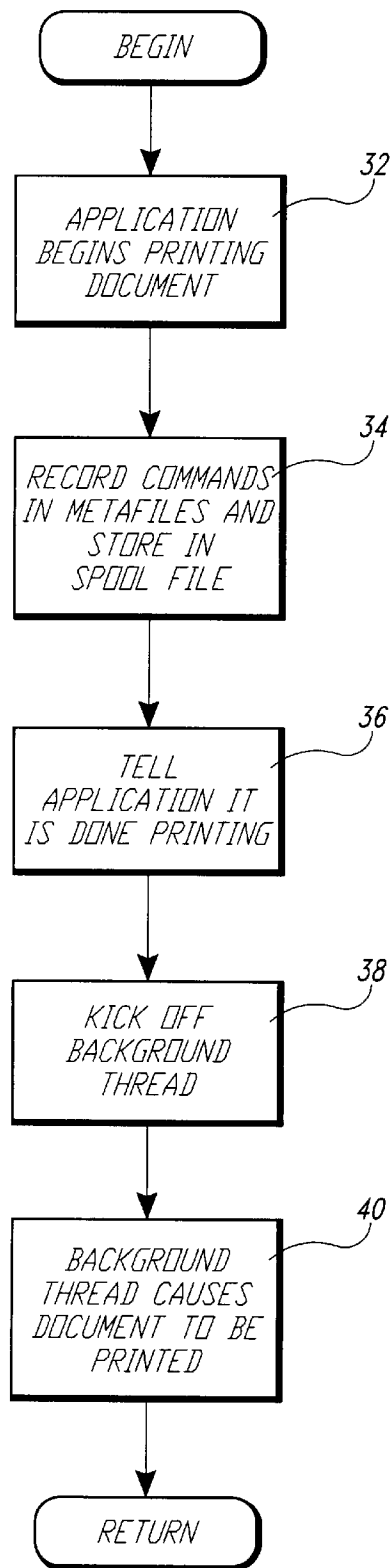 BEGIN
32
APPLICATION
BEGINS PRINTING
DOCUMENT
34
RECORD COMMANDS
IN METAFILES AND
STORE IN
SPOOL FILE
36
TELL
APPLICATION IT
IS DONE PRINTING
38
KICK OFF
BACKGROUND
THREAD
40
BACKGROUND
THREAD CAUSES
DOCUMENT TO BE
PRINTED
RETURN